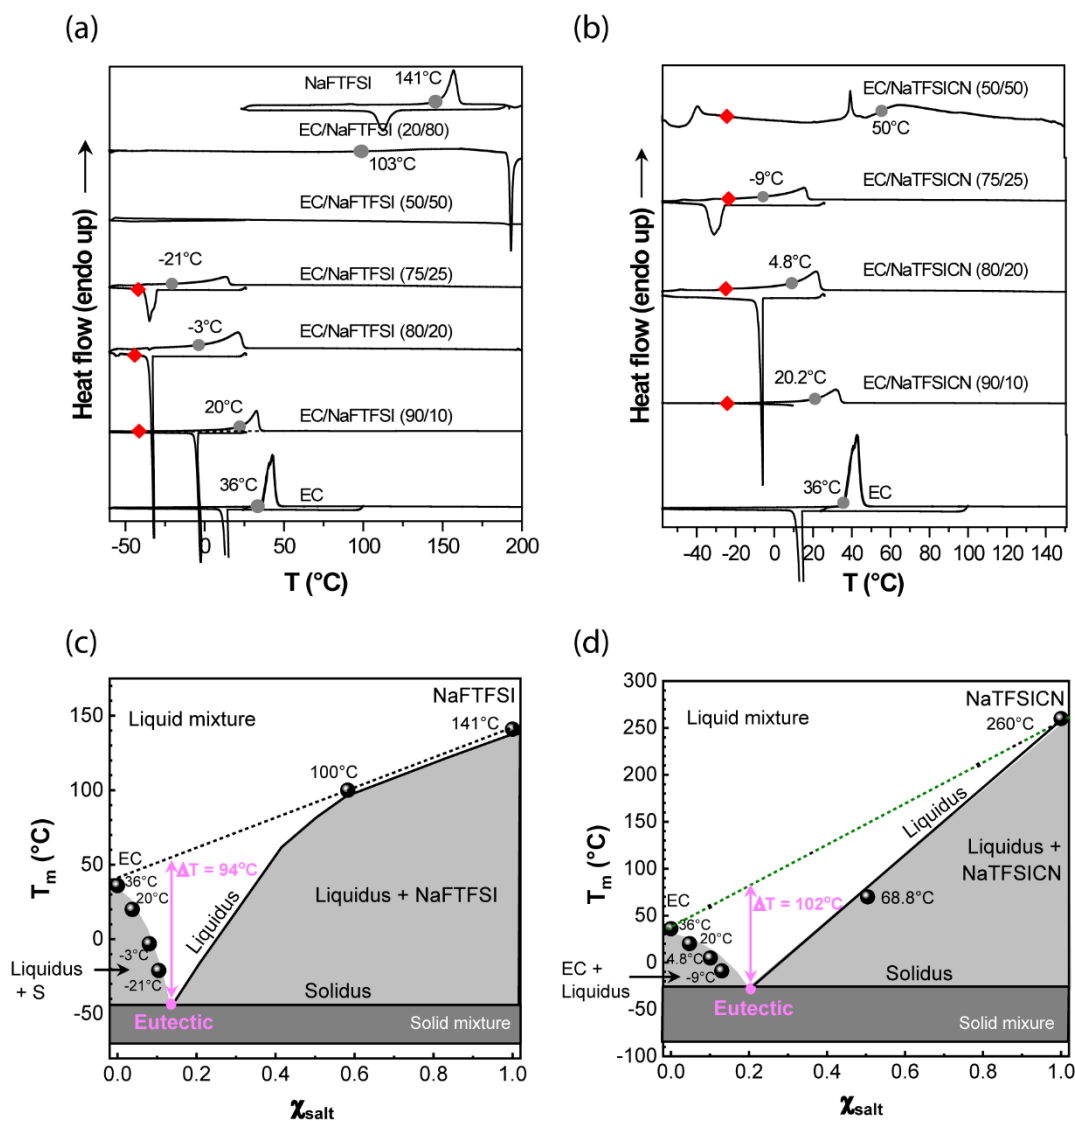 (a)
Heat flow (endo up)
NaFTFSI
141°C
EC/NaFTFSI (20/80)
103°C
EC/NaFTFSI (50/50)
-21°C
EC/NaFTFSI (75/25)
-3°C
EC/NaFTFSI (80/20)
20°C
EC/NaFTFSI (90/10)
36°C
EC
-50 0 50 100 150 200
T (°C)
(b)
Heat flow (endo up)
EC/NaTFSICN (50/50)
50°C
-9°C
EC/NaTFSICN (75/25)
4.8°C
EC/NaTFSICN (80/20)
20.2°C
EC/NaTFSICN (90/10)
36°C
EC
-40 -20 0 20 40 60 80 100 120 140
T (°C)
(c)
Tm (°C)
150
100
50
0
-50
Liquid mixture
NaFTFSI
141°C
100°C
EC
36°C
20°C
-3°C
-21°C
ΔT = 94°C
Liquidus
Liquidus + NaFTFSI
Liquidus
+ S
Solidus
Eutectic
Solid mixture
0.0 0.2 0.4 0.6 0.8 1.0
χsalt
(d)
Tm (°C)
300
250
200
150
100
50
0
-50
-100
Liquid mixture
NaTFSICN
260°C
Liquidus
Liquidus +
NaTFSICN
EC
36°C
20°C
4.8°C
-9°C
ΔT = 102°C
68.8°C
EC +
Liquidus
Solidus
Eutectic
Solid mixure
0.0 0.2 0.4 0.6 0.8 1.0
χsalt